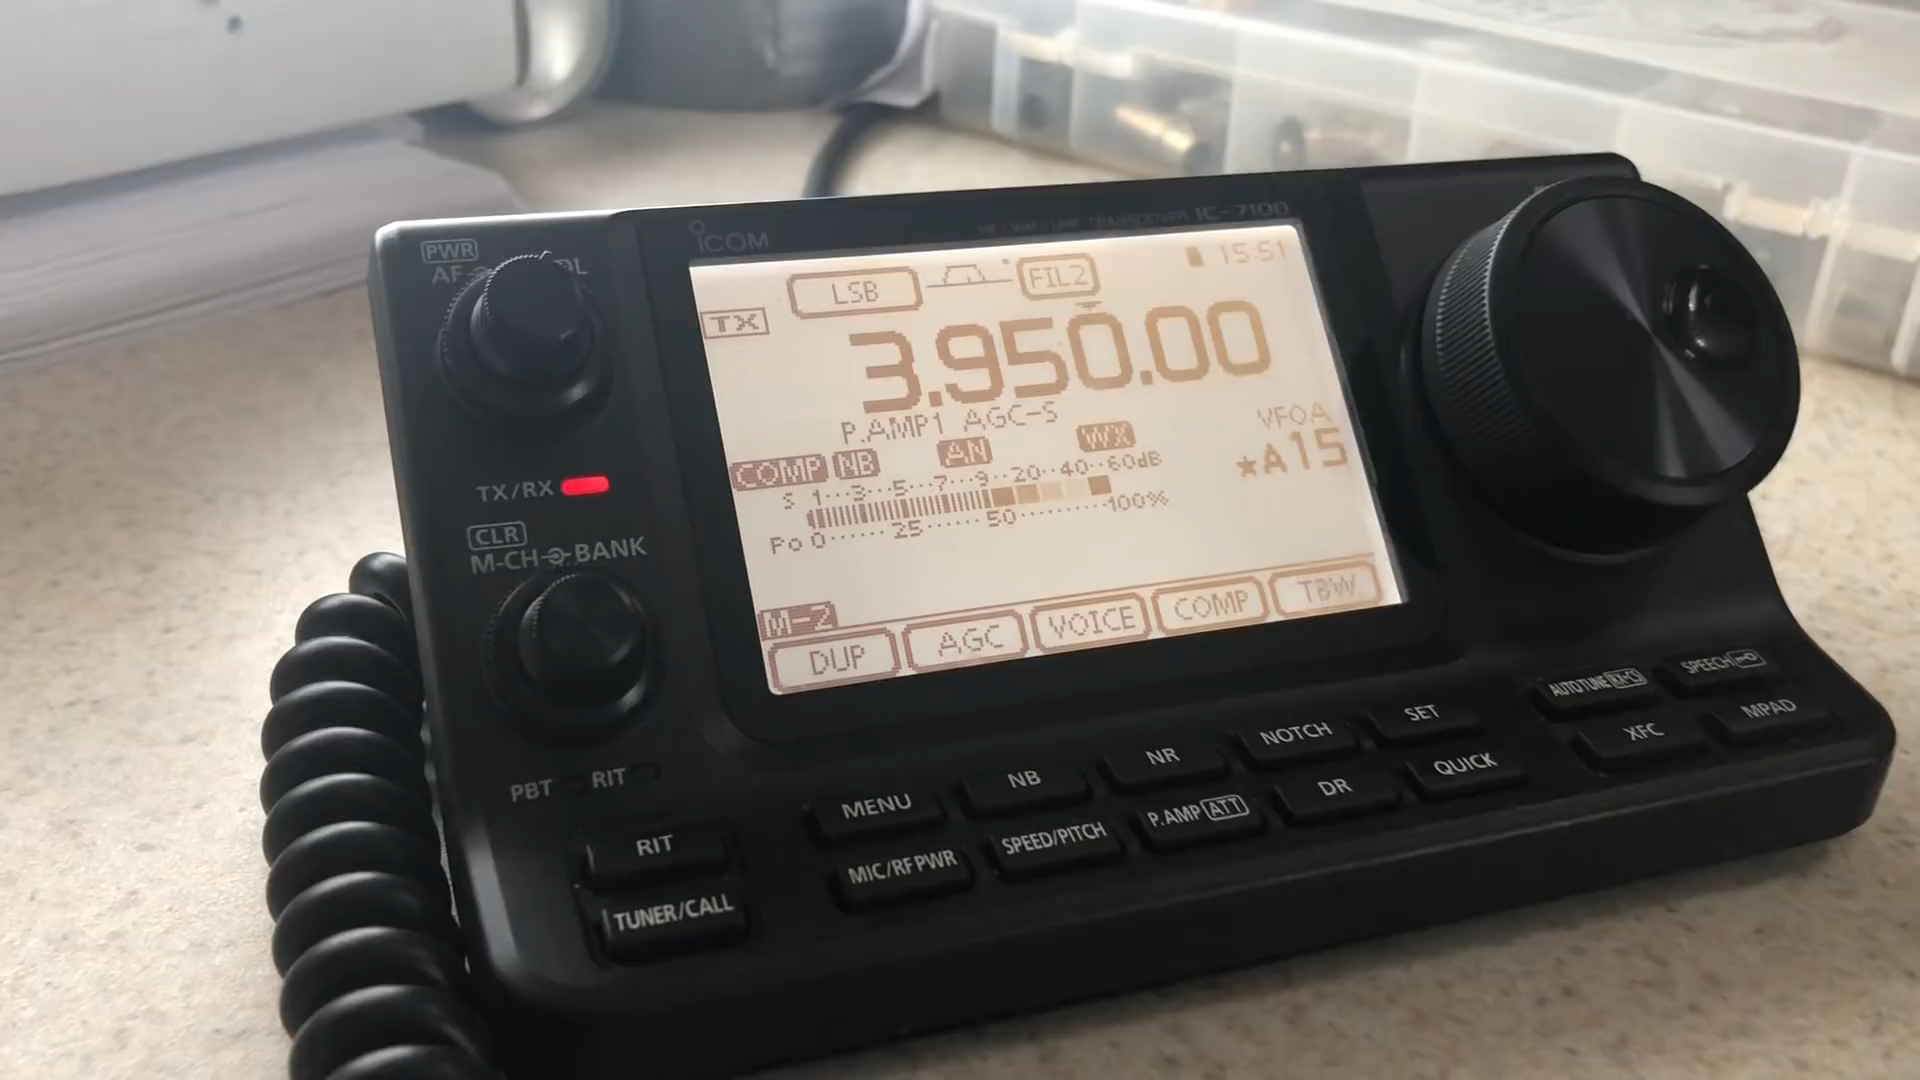 ICOM
IC-7100
PWR
AF
LSB
FIL2
15:51
TX
3.950.00
P.AMP1 AGC-S
VFOA
★A15
COMP NB AN WX
S 1···3···5···7···9··20··40··60dB
Po 0······25······50·········100%
M-2
DUP AGC VOICE COMP TBW
TX/RX
CLR
M-CH BANK
PBT RIT
RIT
TUNER/CALL
MENU NB NR NOTCH SET
MIC/RF PWR SPEED/PITCH P.AMP ATT DR QUICK
AUTO TUNE SPEECH
XFC MPAD